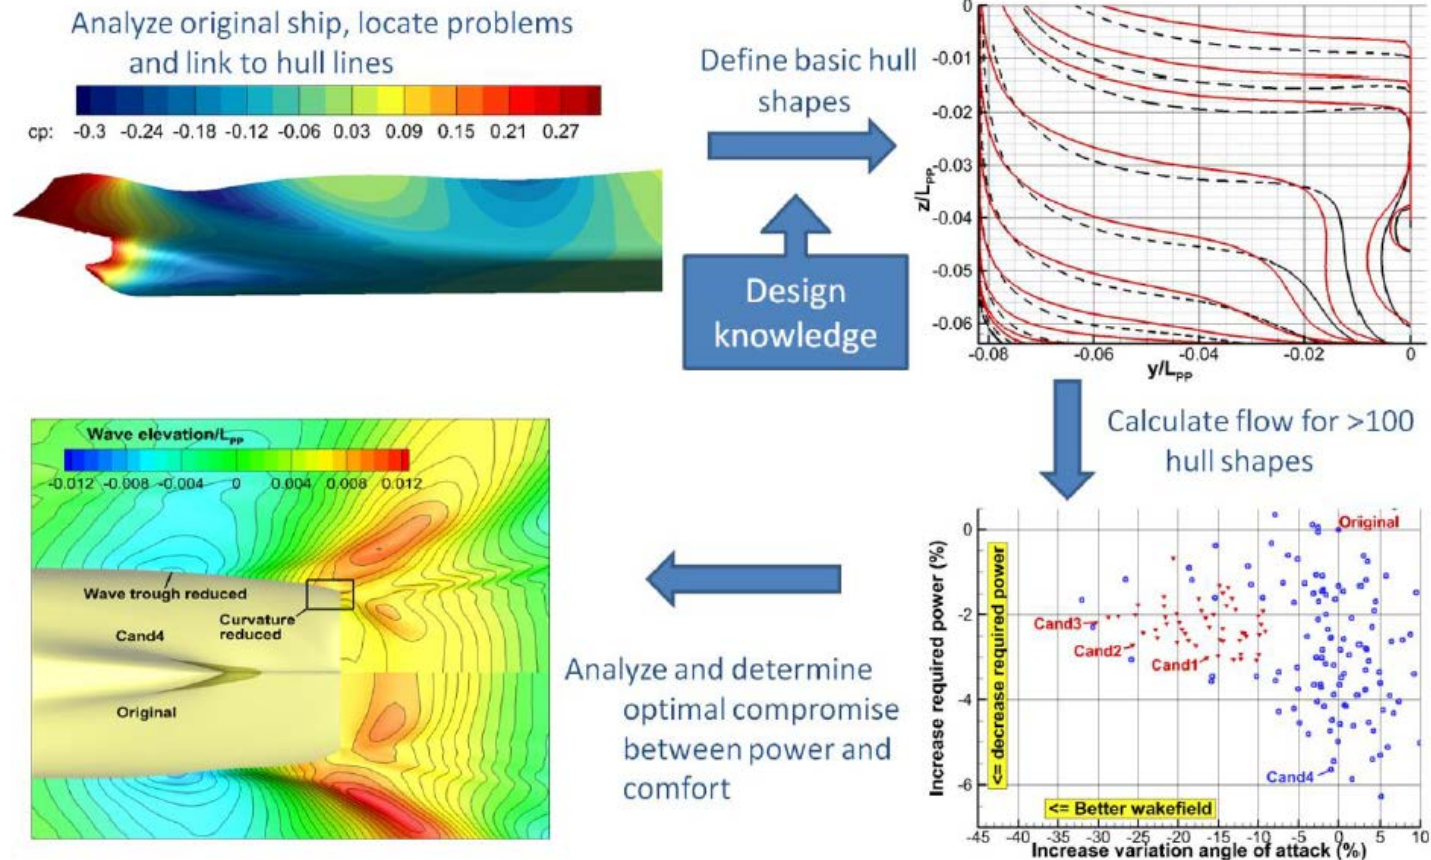 Analyze original ship, locate problems
and link to hull lines
cp: -0.3 -0.24 -0.18 -0.12 -0.06 0.03 0.09 0.15 0.21 0.27
Define basic hull
shapes
Design
knowledge
0
-0.01
-0.02
-0.03
-0.04
-0.05
-0.06
z/LPP
-0.08 -0.06 -0.04 -0.02 0
y/LPP
Calculate flow for >100
hull shapes
0
-2
-4
-6
Increase required power (%)
<= decrease required power
Original
Cand3
Cand2
Cand1
Cand4
<= Better wakefield
-45 -40 -35 -30 -25 -20 -15 -10 -5 0 5 10
Increase variation angle of attack (%)
Analyze and determine
optimal compromise
between power and
comfort
Wave elevation/LPP
-0.012 -0.008 -0.004 0 0.004 0.008 0.012
Wave trough reduced
Curvature
reduced
Cand4
Original